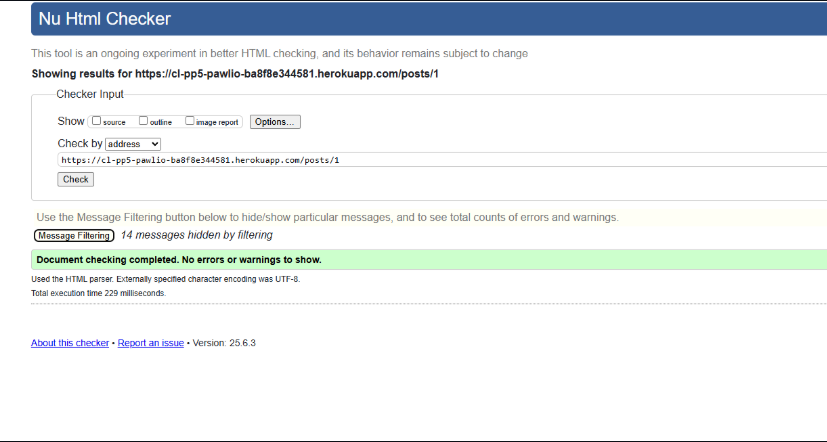 Nu Html Checker
This tool is an ongoing experiment in better HTML checking, and its behavior remains subject to change
Showing results for https://cl-pp5-pawlio-ba8f8e344581.herokuapp.com/posts/1
Checker Input
Show source outline image report Options...
Check by address
https://cl-pp5-pawlio-ba8f8e344581.herokuapp.com/posts/1
Check
Use the Message Filtering button below to hide/show particular messages, and to see total counts of errors and warnings.
Message Filtering 14 messages hidden by filtering
Document checking completed. No errors or warnings to show.
Used the HTML parser. Externally specified character encoding was UTF-8.
Total execution time 229 milliseconds.
About this checker • Report an issue • Version: 25.6.3